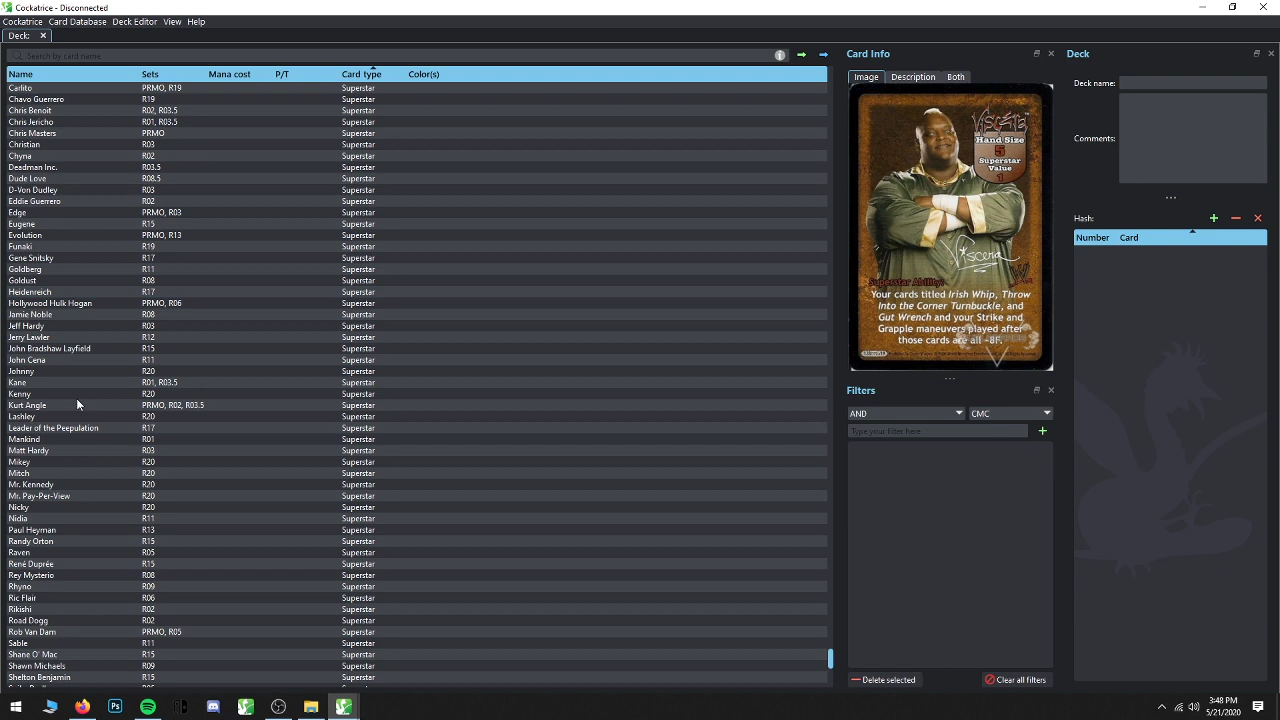 Cockatrice - Disconnected
Cockatrice Card Database Deck Editor View Help
Deck:
Search by card name
Name Sets Mana cost P/T Card type Color(s)
Carlito PRMO, R19 Superstar
Chavo Guerrero R19 Superstar
Chris Benoit R02, R03.5 Superstar
Chris Jericho R01, R03.5 Superstar
Chris Masters PRMO Superstar
Christian R03 Superstar
Chyna R02 Superstar
Deadman Inc. R03.5 Superstar
Dude Love R08.5 Superstar
D-Von Dudley R03 Superstar
Eddie Guerrero R02 Superstar
Edge PRMO, R03 Superstar
Eugene R15 Superstar
Evolution PRMO, R13 Superstar
Funaki R19 Superstar
Gene Snitsky R17 Superstar
Goldberg R11 Superstar
Goldust R08 Superstar
Heidenreich R17 Superstar
Hollywood Hulk Hogan PRMO, R06 Superstar
Jamie Noble R08 Superstar
Jeff Hardy R03 Superstar
Jerry Lawler R12 Superstar
John Bradshaw Layfield R15 Superstar
John Cena R11 Superstar
Johnny R20 Superstar
Kane R01, R03.5 Superstar
Kenny R20 Superstar
Kurt Angle PRMO, R02, R03.5 Superstar
Lashley R20 Superstar
Leader of the Peepulation R17 Superstar
Mankind R01 Superstar
Matt Hardy R03 Superstar
Mikey R20 Superstar
Mitch R20 Superstar
Mr. Kennedy R20 Superstar
Mr. Pay-Per-View R20 Superstar
Nicky R20 Superstar
Nidia R11 Superstar
Paul Heyman R13 Superstar
Randy Orton R15 Superstar
Raven R05 Superstar
René Duprée R15 Superstar
Rey Mysterio R08 Superstar
Rhyno R09 Superstar
Ric Flair R06 Superstar
Rikishi R02 Superstar
Road Dogg R02 Superstar
Rob Van Dam PRMO, R05 Superstar
Sable R11 Superstar
Shane O' Mac R15 Superstar
Shawn Michaels R09 Superstar
Shelton Benjamin R15 Superstar
Card Info
Image Description Both
Viscera
Hand Size
5
Superstar
Value
1
Viscera
Superstar Ability:
Your cards titled Irish Whip, Throw
Into the Corner Turnbuckle, and
Gut Wrench and your Strike and
Grapple maneuvers played after
those cards are all -8F.
Filters
AND CMC
Type your filter here
Delete selected Clear all filters
Deck
Deck name:
Comments:
Hash:
Number Card
3:48 PM
5/21/2020